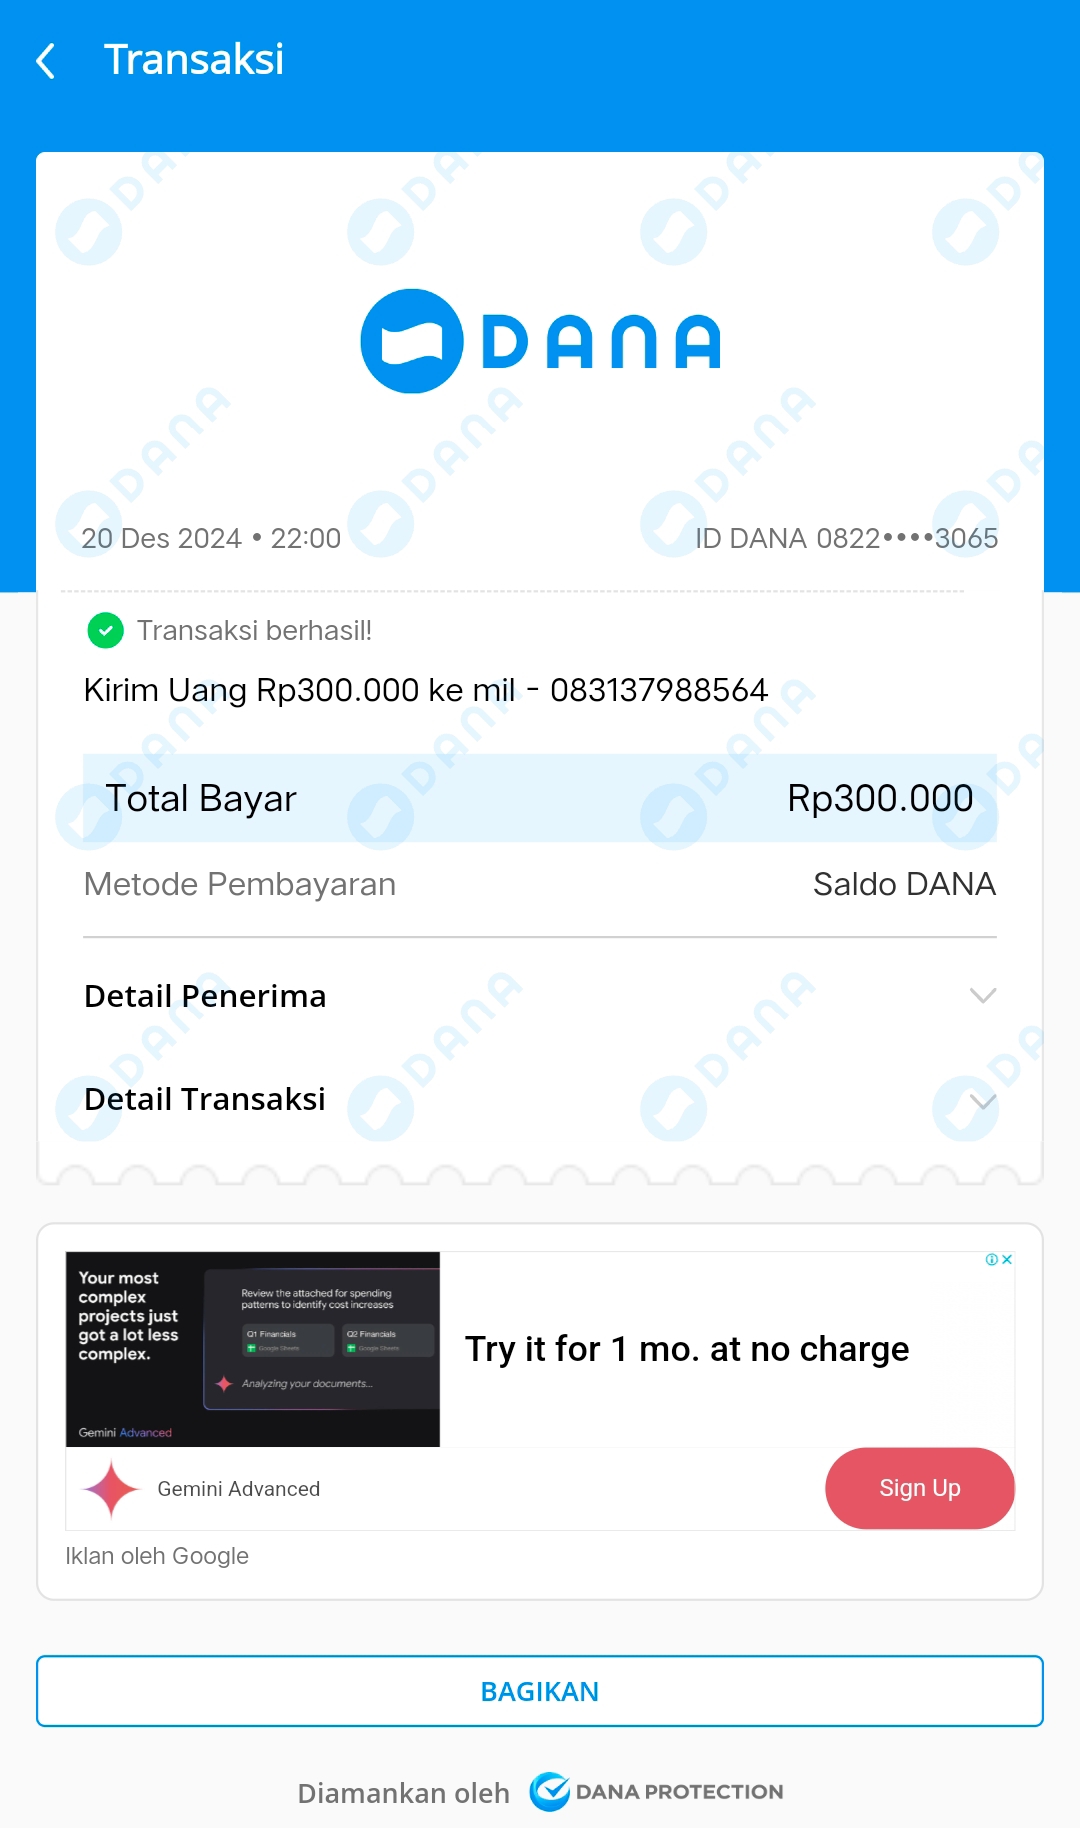 Transaksi
DANA
20 Des 2024 • 22:00
ID DANA 0822••••3065
Transaksi berhasil!
Kirim Uang Rp300.000 ke mil - 083137988564
Total Bayar Rp300.000
Metode Pembayaran Saldo DANA
Detail Penerima
Detail Transaksi
Your most
complex
projects just
got a lot less
complex.
Gemini Advanced
Review the attached for spending
patterns to identify cost increases
Q1 Financials
Google Sheets
Q2 Financials
Google Sheets
Analyzing your documents...
Try it for 1 mo. at no charge
Gemini Advanced
Sign Up
Iklan oleh Google
BAGIKAN
Diamankan oleh DANA PROTECTION